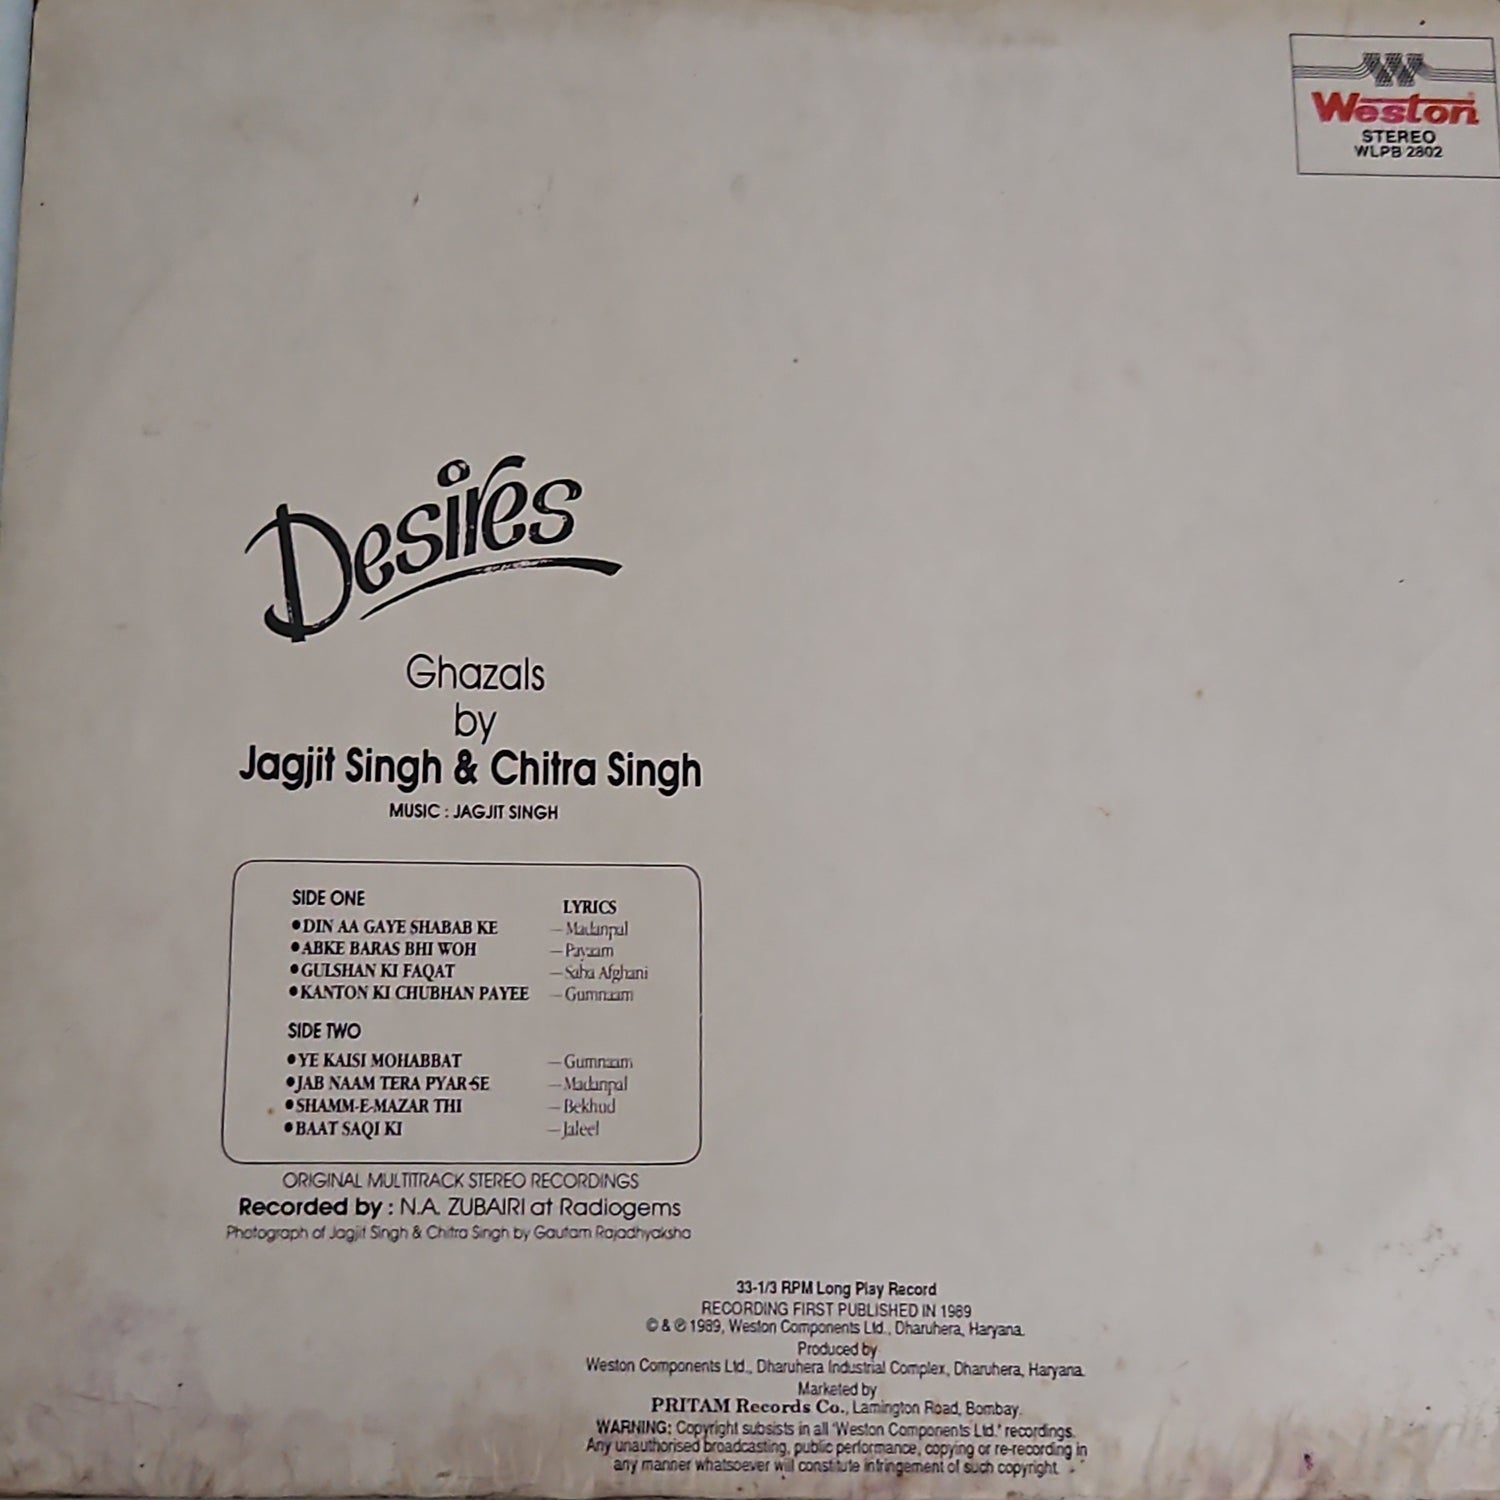 Weston
STEREO
WLPB 2802
Desires
Ghazals
by
Jagjit Singh & Chitra Singh
MUSIC : JAGJIT SINGH
SIDE ONE
LYRICS
• DIN AA GAYE SHABAB KE — Madanpal
• ABKE BARAS BHI WOH — Payaam
• GULSHAN KI FAQAT — Saba Afghani
• KANTON KI CHUBHAN PAYEE — Gumnaam
SIDE TWO
• YE KAISI MOHABBAT — Gumnaam
• JAB NAAM TERA PYAR-SE — Madanpal
• SHAMM-E-MAZAR THI — Bekhud
• BAAT SAQI KI — Jaleel
ORIGINAL MULTITRACK STEREO RECORDINGS
Recorded by : N.A. ZUBAIRI at Radiogems
Photograph of Jagjit Singh & Chitra Singh by Gautam Rajadhyaksha
33-1/3 RPM Long Play Record
RECORDING FIRST PUBLISHED IN 1989
© & ℗ 1989, Weston Components Ltd., Dharuhera, Haryana.
Produced by
Weston Components Ltd., Dharuhera Industrial Complex, Dharuhera, Haryana.
Marketed by
PRITAM Records Co., Lamington Road, Bombay.
WARNING: Copyright subsists in all 'Weston Components Ltd.' recordings.
Any unauthorised broadcasting, public performance, copying or re-recording in
any manner whatsoever will constitute infringement of such copyright.